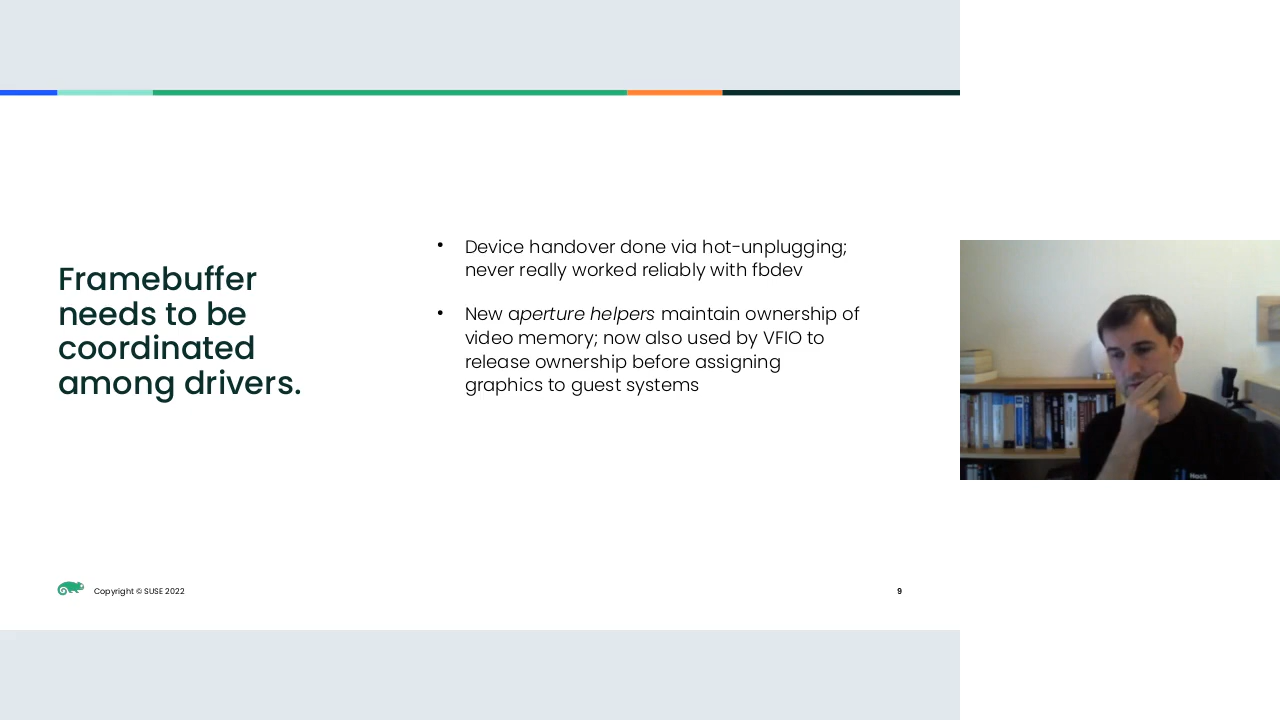 Framebuffer
needs to be
coordinated
among drivers.
• Device handover done via hot-unplugging;
never really worked reliably with fbdev
• New aperture helpers maintain ownership of
video memory; now also used by VFIO to
release ownership before assigning
graphics to guest systems
Copyright © SUSE 2022
9
Hack